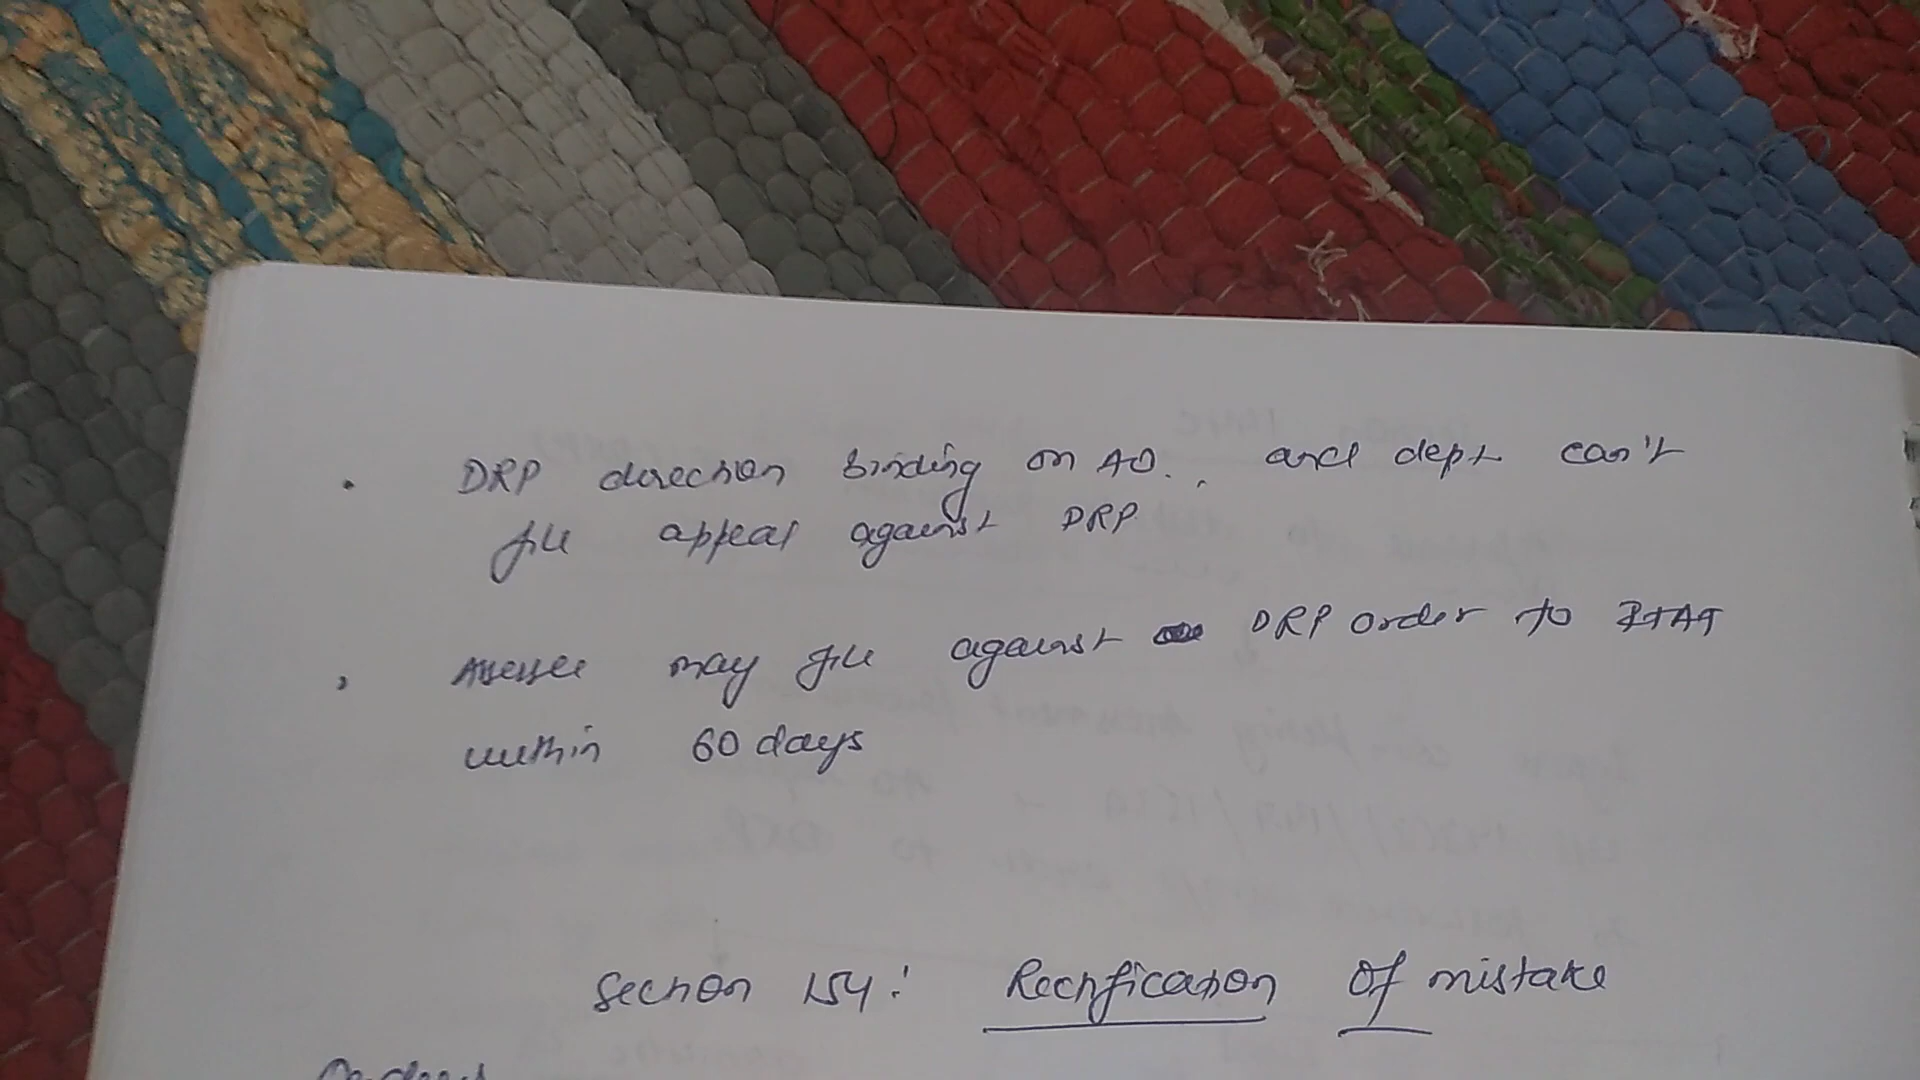 • DRP direction binding on AO. and dept can't
file appeal against DRP
• Assessee may file against DRP order to ITAT
within 60 days
Section 154: Rectification Of mistake